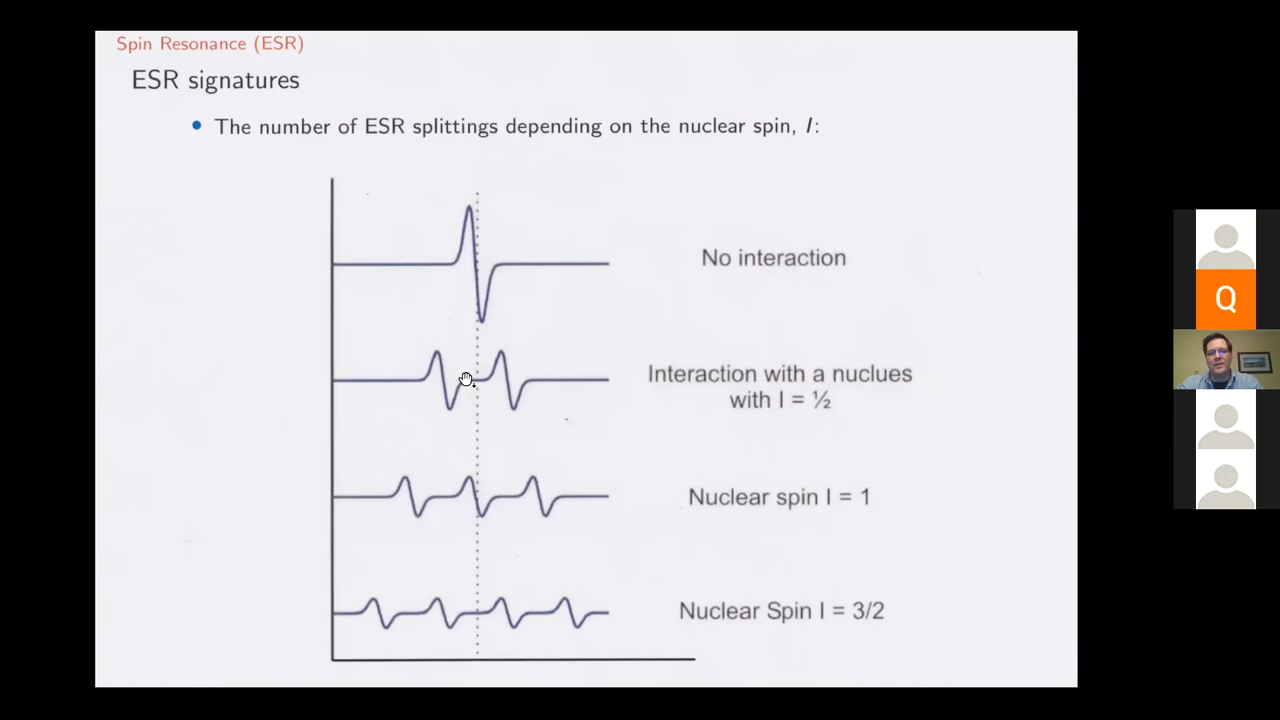 Spin Resonance (ESR)
ESR signatures
• The number of ESR splittings depending on the nuclear spin, I:
No interaction
Interaction with a nuclues
with I = ½
Nuclear spin I = 1
Nuclear Spin I = 3/2
Q